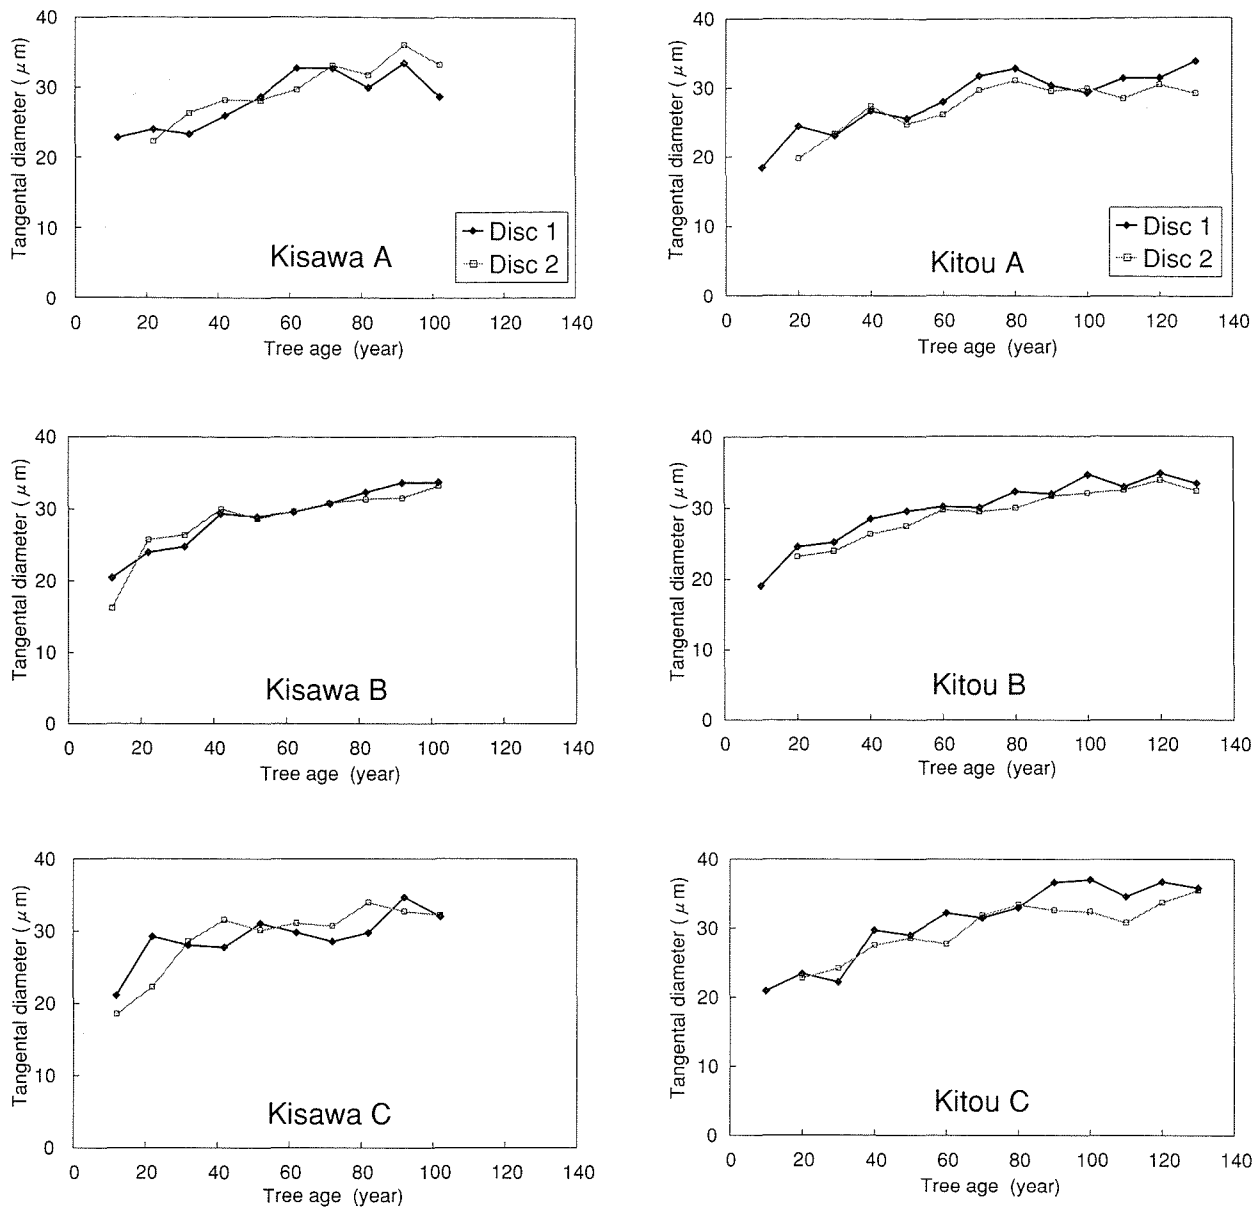 40
30
20
10
0
Tangental diameter ( μm)
Kisawa A
Disc 1
Disc 2
0 20 40 60 80 100 120 140
Tree age (year)
40
30
20
10
0
Tangental diameter ( μm)
Kitou A
Disc 1
Disc 2
0 20 40 60 80 100 120 140
Tree age (year)
40
30
20
10
0
Tangental diameter ( μm)
Kisawa B
0 20 40 60 80 100 120 140
Tree age (year)
40
30
20
10
0
Tangental diameter ( μm)
Kitou B
0 20 40 60 80 100 120 140
Tree age (year)
40
30
20
10
0
Tangental diameter ( μm)
Kisawa C
0 20 40 60 80 100 120 140
Tree age (year)
40
30
20
10
0
Tangental diameter ( μm)
Kitou C
0 20 40 60 80 100 120 140
Tree age (year)